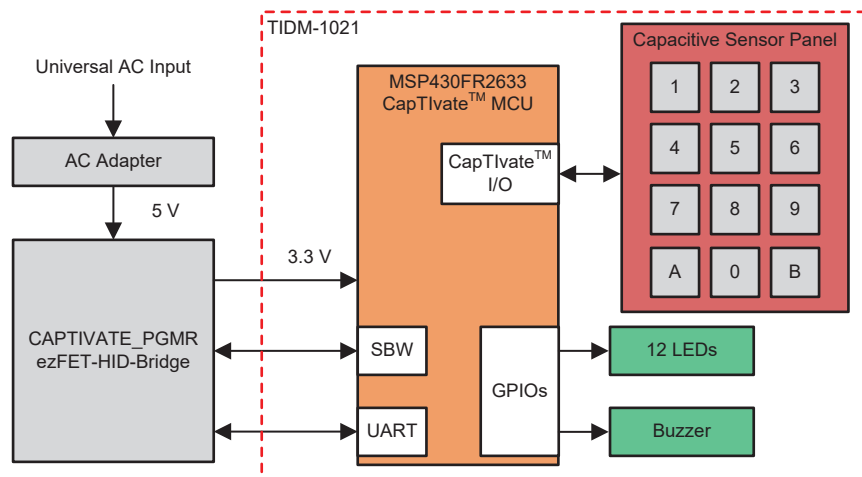 TIDM-1021
Universal AC Input
AC Adapter
5 V
CAPTIVATE_PGMR
ezFET-HID-Bridge
3.3 V
MSP430FR2633
CapTIvate™ MCU
CapTIvate™
I/O
SBW
UART
GPIOs
Capacitive Sensor Panel
1 2 3
4 5 6
7 8 9
A 0 B
12 LEDs
Buzzer